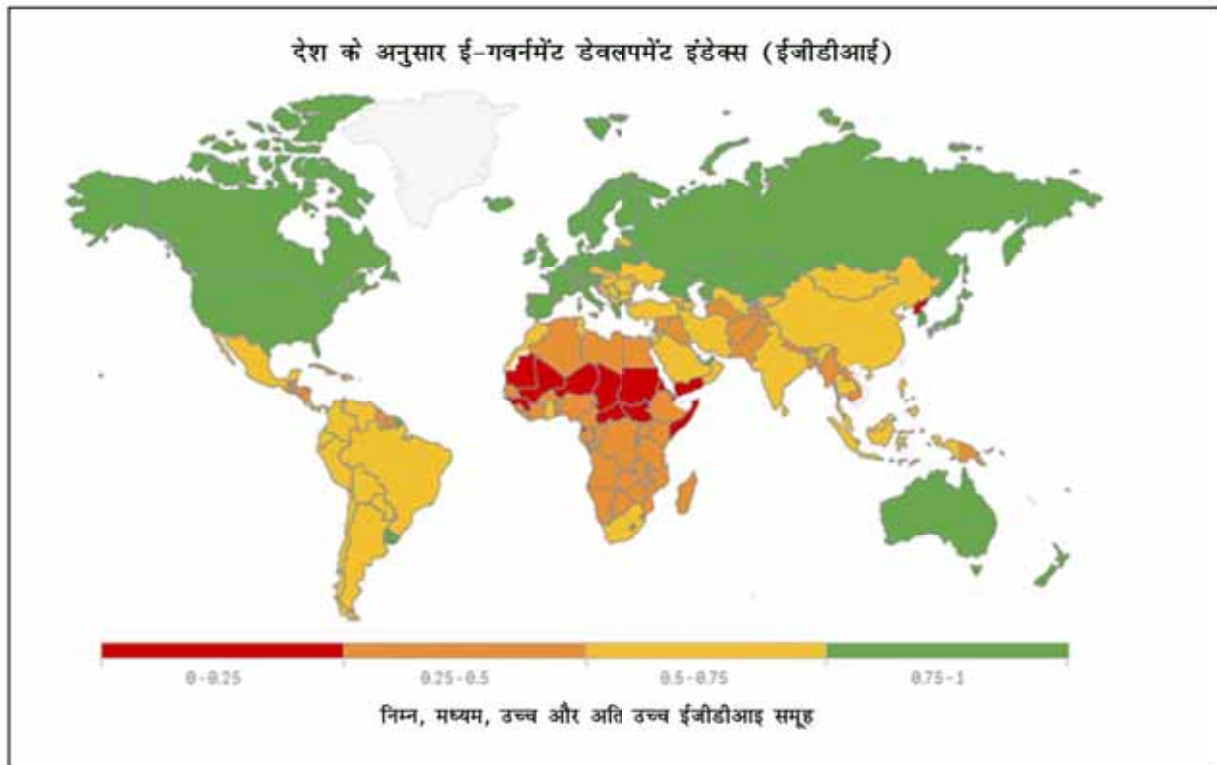 देश के अनुसार ई-गवर्नमेंट डेवलपमेंट इंडेक्स (ईजीडीआई)
0-0.25 0.25-0.5 0.5-0.75 0.75-1
निम्न, मध्यम, उच्च और अति उच्च ईजीडीआइ समूह